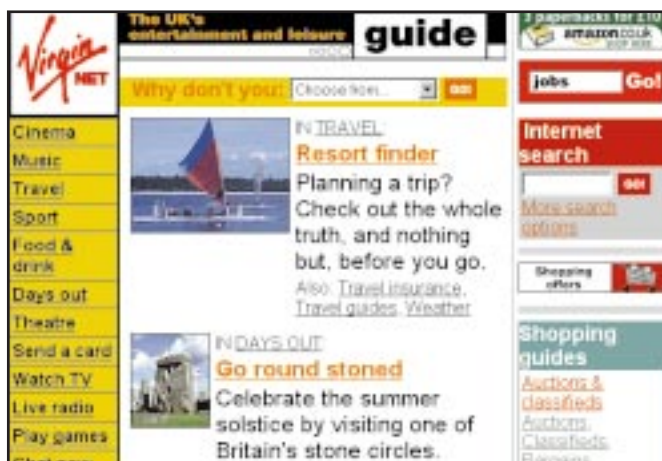 Virgin
NET
The UK's
entertainment and leisure
guide
3 paperbacks for £10
amazon.co.uk
Why don't you:
Choose from...
GO!
jobs
Go!
Cinema
Music
Travel
Sport
Food &
drink
Days out
Theatre
Send a card
Watch TV
Live radio
Play games
IN TRAVEL:
Resort finder
Planning a trip?
Check out the whole
truth, and nothing
but, before you go.
Also: Travel insurance,
Travel guides, Weather
IN DAYS OUT:
Go round stoned
Celebrate the summer
solstice by visiting one of
Britain's stone circles.
Internet
search
GO!
More search
options
Shopping
offers
Shopping
guides
Auctions &
classifieds
Auctions,
Classifieds,